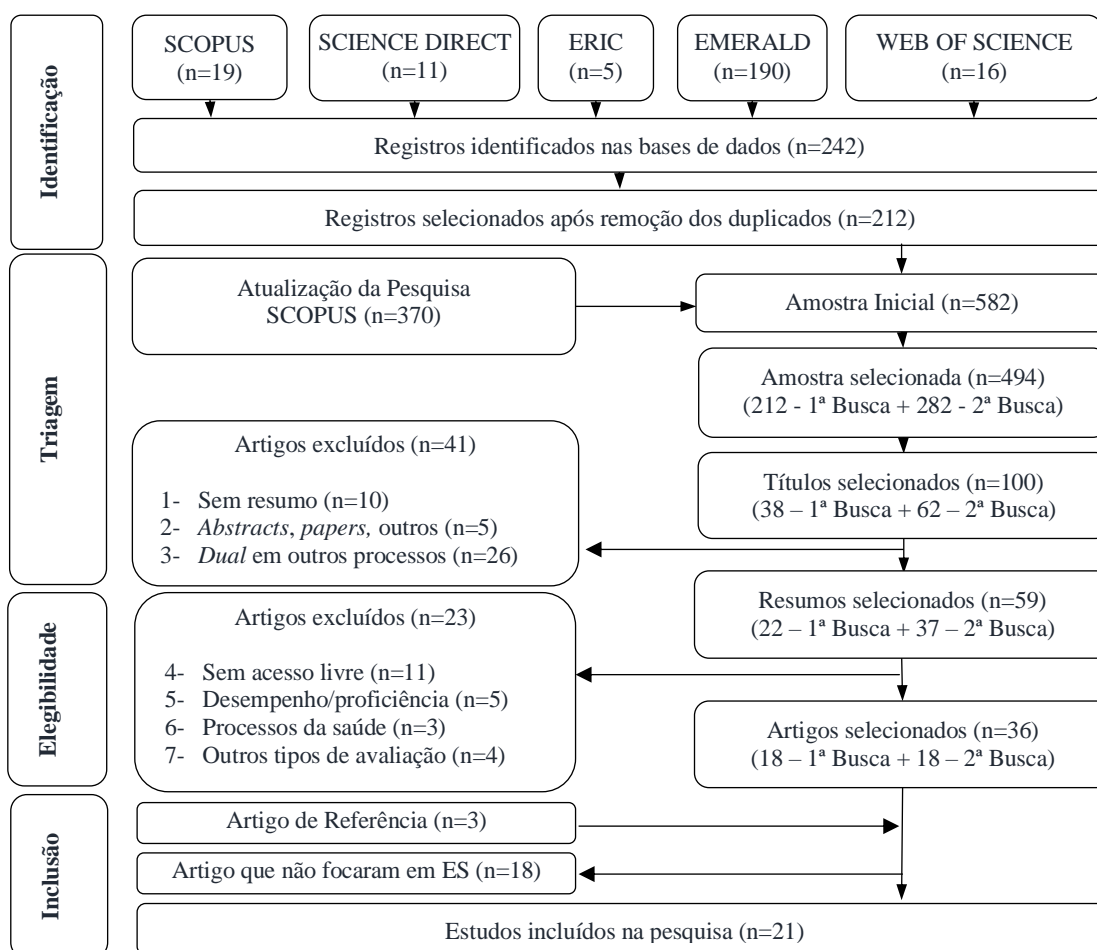 Identificação
SCOPUS
(n=19)
SCIENCE DIRECT
(n=11)
ERIC
(n=5)
EMERALD
(n=190)
WEB OF SCIENCE
(n=16)
Registros identificados nas bases de dados (n=242)
Registros selecionados após remoção dos duplicados (n=212)
Triagem
Atualização da Pesquisa
SCOPUS (n=370)
Amostra Inicial (n=582)
Amostra selecionada (n=494)
(212 - 1ª Busca + 282 - 2ª Busca)
Artigos excluídos (n=41)
1- Sem resumo (n=10)
2- Abstracts, papers, outros (n=5)
3- Dual em outros processos (n=26)
Títulos selecionados (n=100)
(38 – 1ª Busca + 62 – 2ª Busca)
Elegibilidade
Resumos selecionados (n=59)
(22 – 1ª Busca + 37 – 2ª Busca)
Artigos excluídos (n=23)
4- Sem acesso livre (n=11)
5- Desempenho/proficiência (n=5)
6- Processos da saúde (n=3)
7- Outros tipos de avaliação (n=4)
Artigos selecionados (n=36)
(18 – 1ª Busca + 18 – 2ª Busca)
Inclusão
Artigo de Referência (n=3)
Artigo que não focaram em ES (n=18)
Estudos incluídos na pesquisa (n=21)